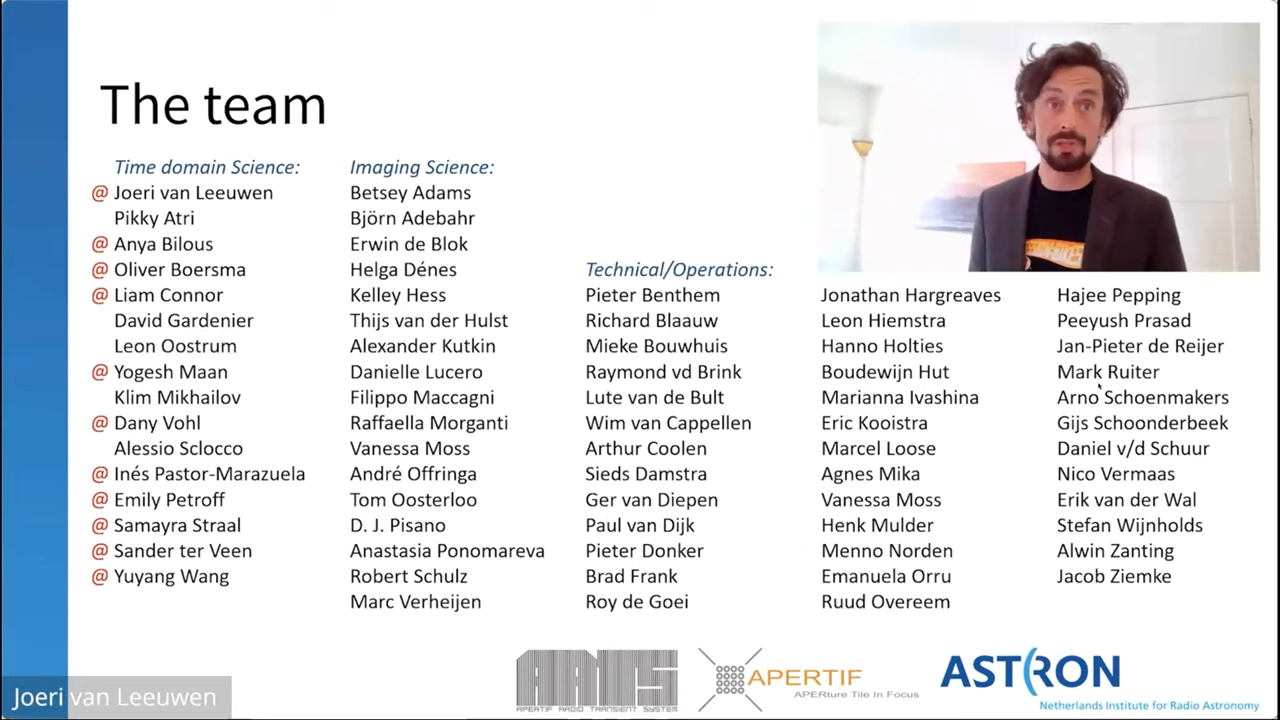 The team
Time domain Science:
@ Joeri van Leeuwen
Pikky Atri
@ Anya Bilous
@ Oliver Boersma
@ Liam Connor
David Gardenier
Leon Oostrum
@ Yogesh Maan
Klim Mikhailov
@ Dany Vohl
Alessio Sclocco
@ Inés Pastor-Marazuela
@ Emily Petroff
@ Samayra Straal
@ Sander ter Veen
@ Yuyang Wang
Imaging Science:
Betsey Adams
Björn Adebahr
Erwin de Blok
Helga Dénes
Kelley Hess
Thijs van der Hulst
Alexander Kutkin
Danielle Lucero
Filippo Maccagni
Raffaella Morganti
Vanessa Moss
André Offringa
Tom Oosterloo
D. J. Pisano
Anastasia Ponomareva
Robert Schulz
Marc Verheijen
Technical/Operations:
Pieter Benthem
Richard Blaauw
Mieke Bouwhuis
Raymond vd Brink
Lute van de Bult
Wim van Cappellen
Arthur Coolen
Sieds Damstra
Ger van Diepen
Paul van Dijk
Pieter Donker
Brad Frank
Roy de Goei
Jonathan Hargreaves
Leon Hiemstra
Hanno Holties
Boudewijn Hut
Marianna Ivashina
Eric Kooistra
Marcel Loose
Agnes Mika
Vanessa Moss
Henk Mulder
Menno Norden
Emanuela Orru
Ruud Overeem
Hajee Pepping
Peeyush Prasad
Jan-Pieter de Reijer
Mark Ruiter
Arno Schoenmakers
Gijs Schoonderbeek
Daniel v/d Schuur
Nico Vermaas
Erik van der Wal
Stefan Wijnholds
Alwin Zanting
Jacob Ziemke
ARTS
APERTIF RADIO TRANSIENT SYSTEM
APERTIF
APERture Tile In Focus
ASTRON
Netherlands Institute for Radio Astronomy
Joeri van Leeuwen